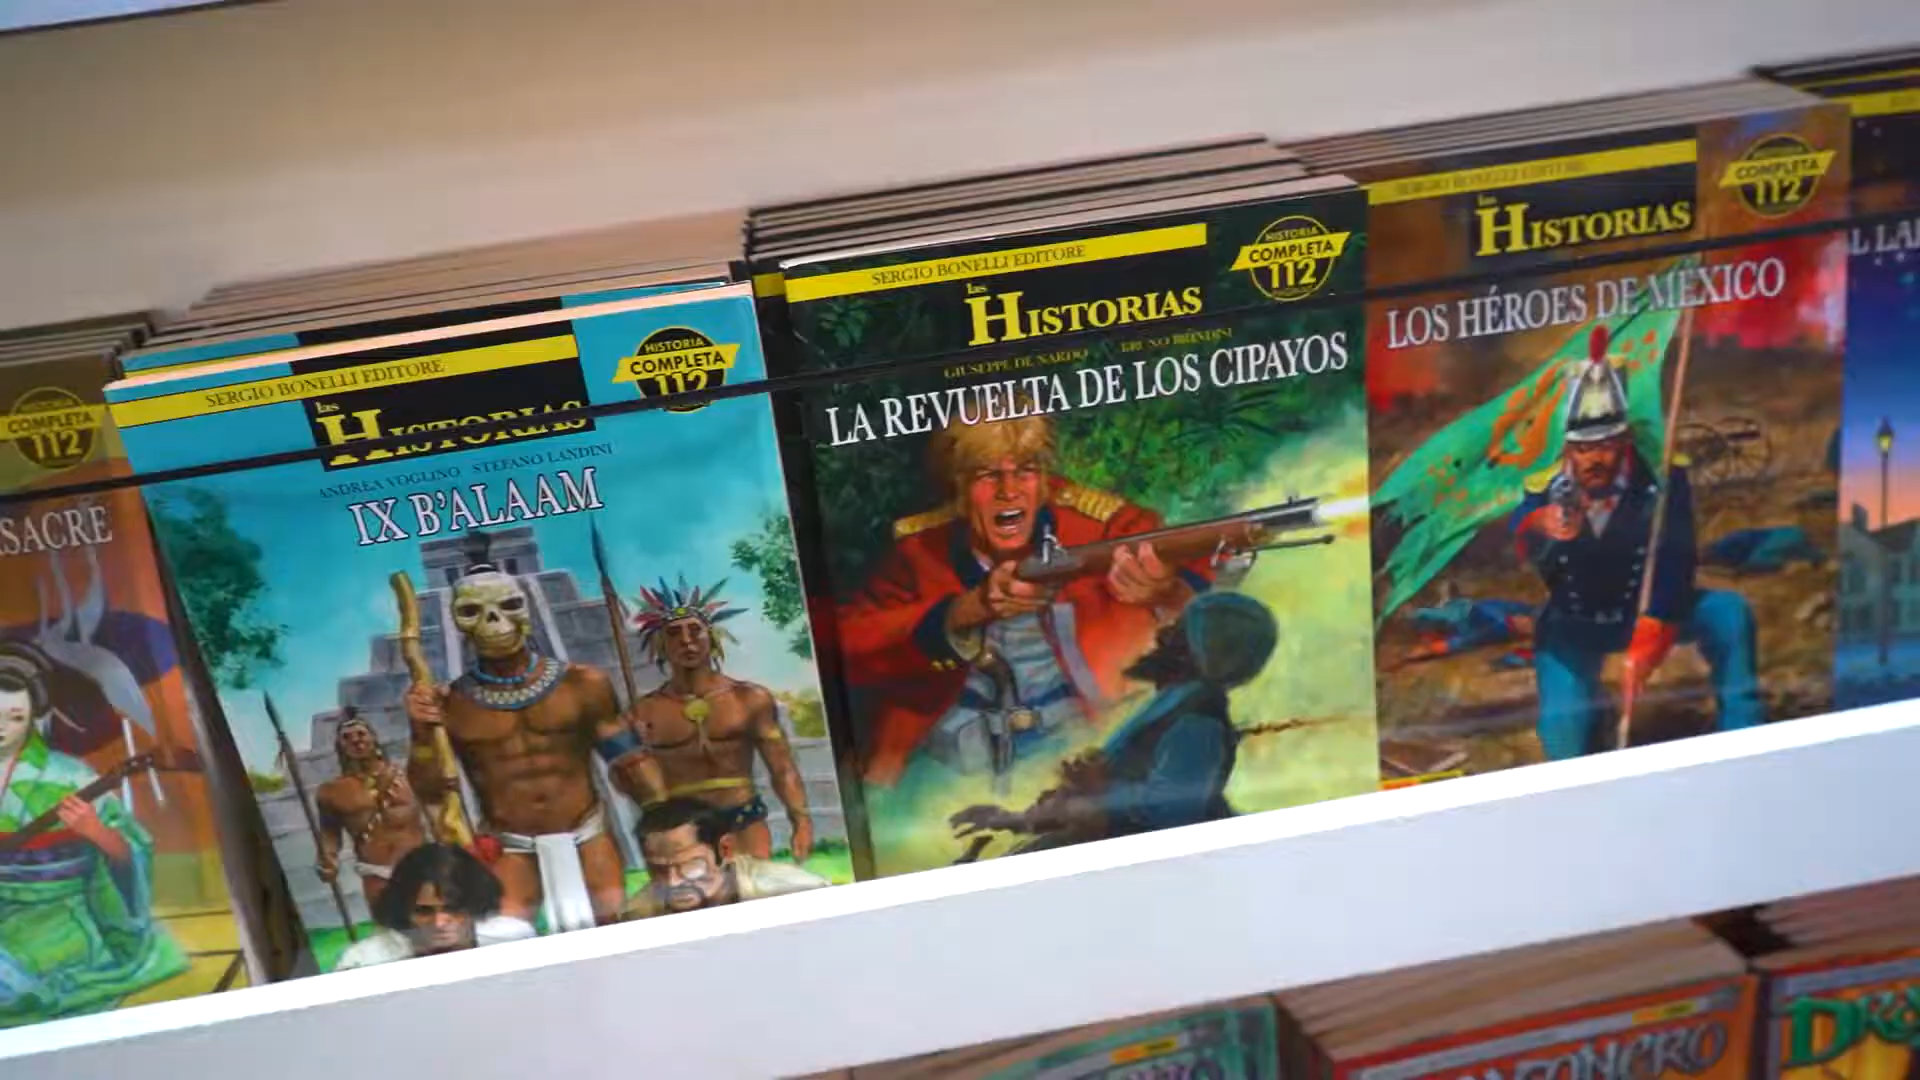 COMPLETA
112
SERGIO BONELLI EDITORE
HISTORIA
COMPLETA
112
las
HISTORIAS
ANDREA VOGLINO STEFANO LANDINI
IX B'ALAAM
SERGIO BONELLI EDITORE
HISTORIA
COMPLETA
112
las
HISTORIAS
GIUSEPPE DE NARDO & BRUNO BRINDISI
LA REVUELTA DE LOS CIPAYOS
SERGIO BONELLI EDITORE
COMPLETA
112
las
HISTORIAS
LOS HÉROES DE MÉXICO